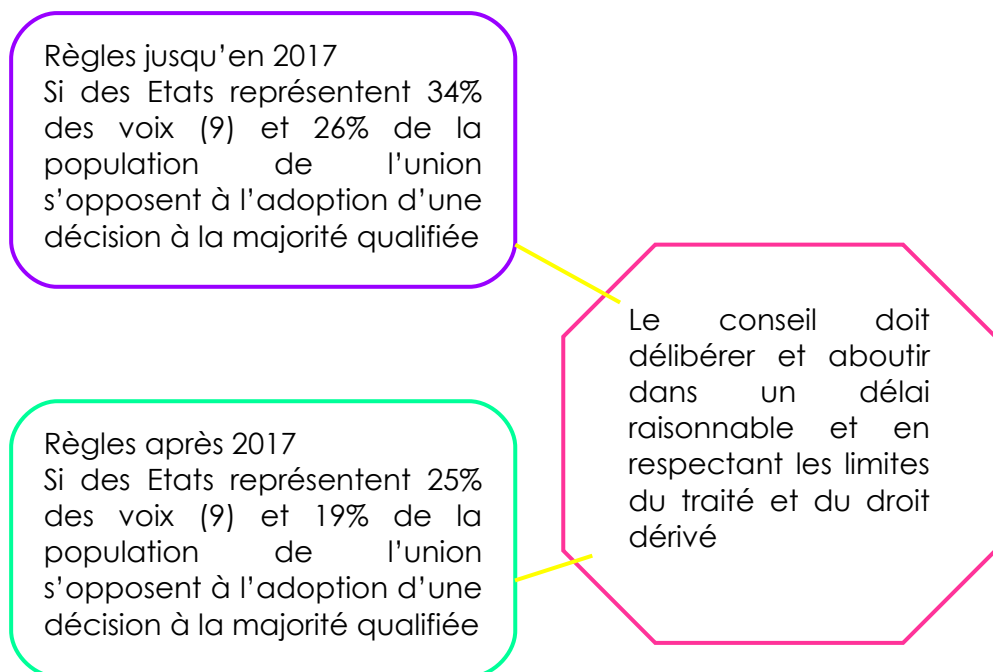 Règles jusqu’en 2017
Si des Etats représentent 34%
des voix (9) et 26% de la
population de l’union
s’opposent à l’adoption d’une
décision à la majorité qualifiée
Le conseil doit
délibérer et aboutir
dans un délai
raisonnable et en
respectant les limites
du traité et du droit
dérivé
Règles après 2017
Si des Etats représentent 25%
des voix (9) et 19% de la
population de l’union
s’opposent à l’adoption d’une
décision à la majorité qualifiée